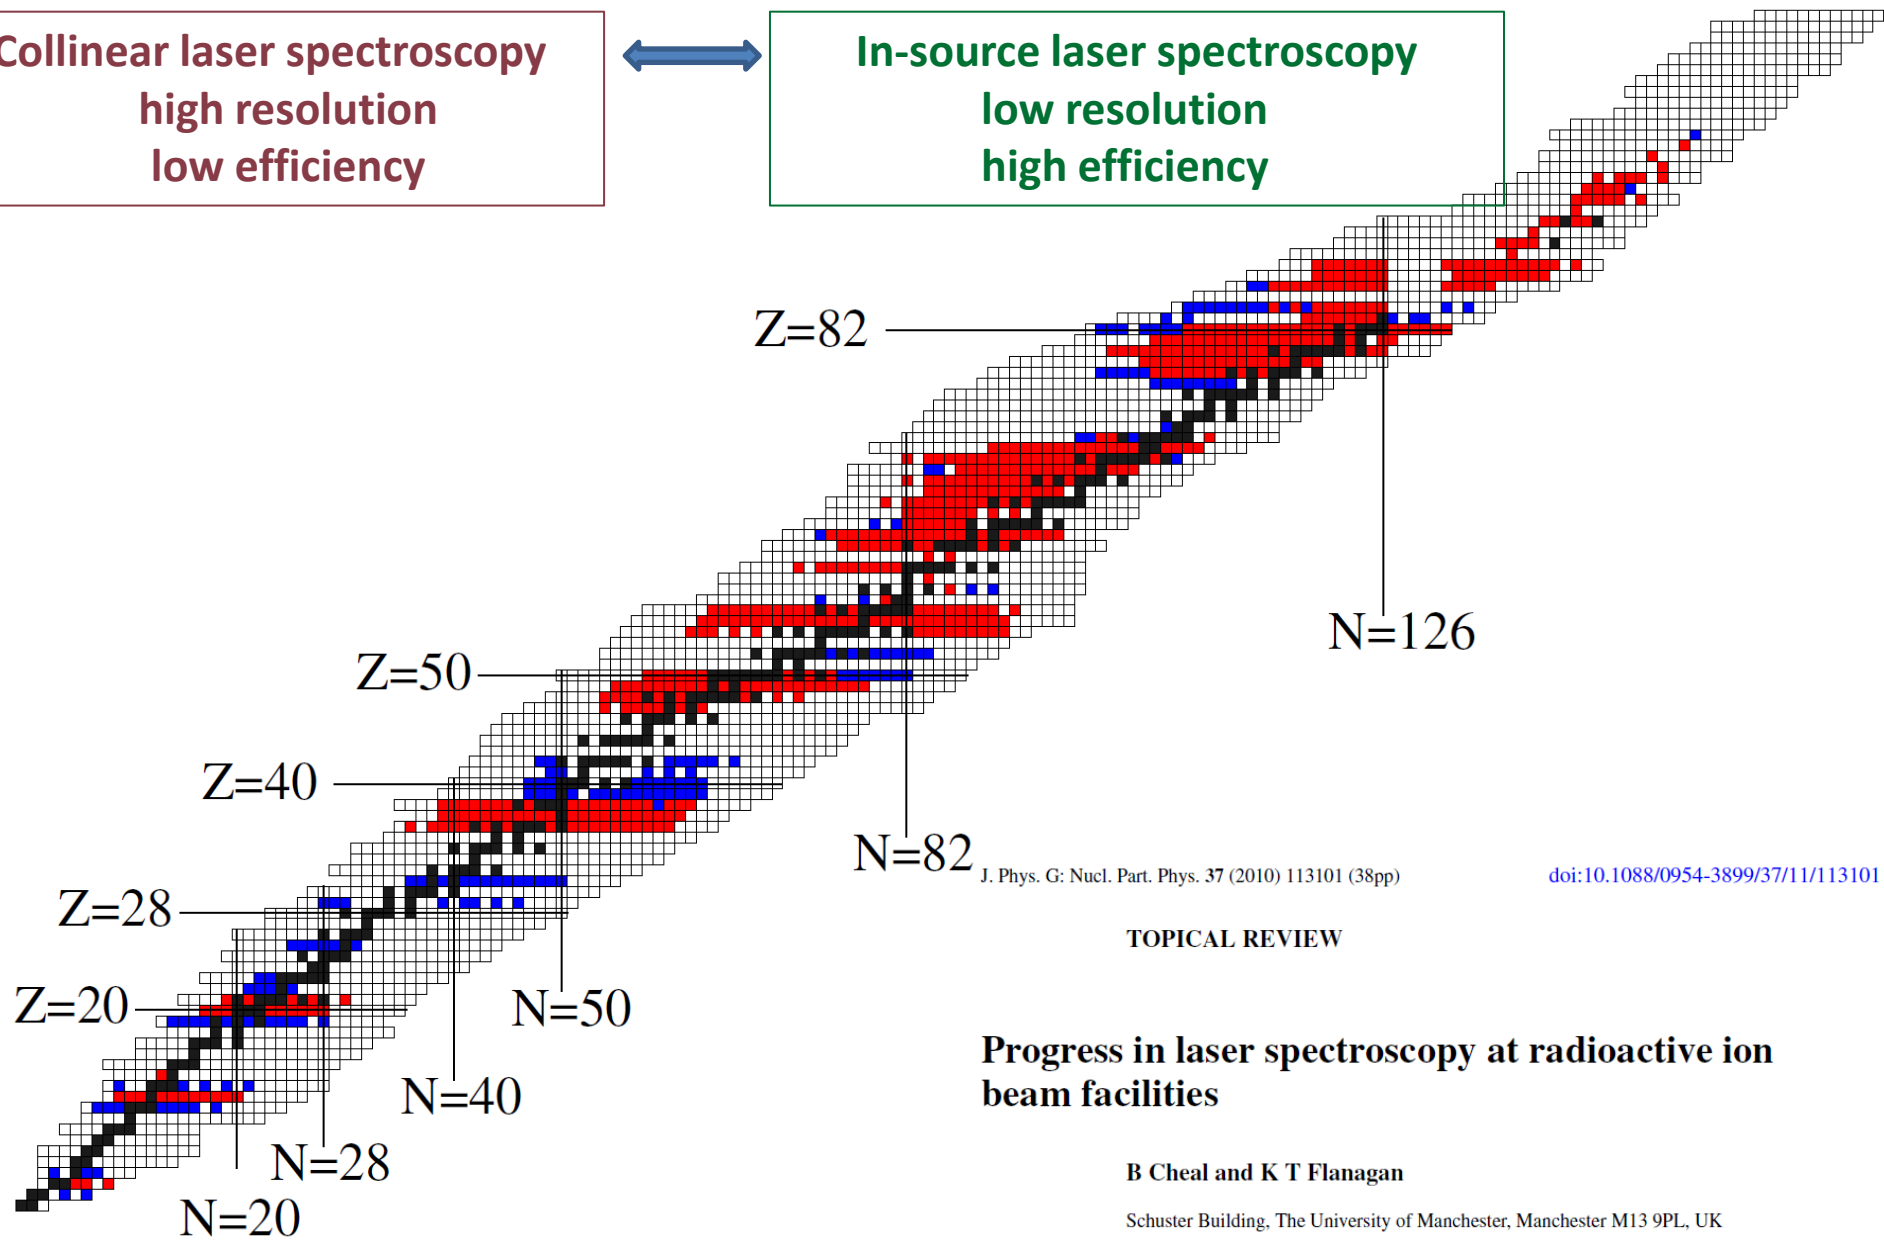 Collinear laser spectroscopy
high resolution
low efficiency
In-source laser spectroscopy
low resolution
high efficiency
Z=82
N=126
Z=50
Z=40
N=82
Z=28
N=50
Z=20
N=40
N=28
N=20
J. Phys. G: Nucl. Part. Phys. 37 (2010) 113101 (38pp)
doi:10.1088/0954-3899/37/11/113101
TOPICAL REVIEW
Progress in laser spectroscopy at radioactive ion
beam facilities
B Cheal and K T Flanagan
Schuster Building, The University of Manchester, Manchester M13 9PL, UK